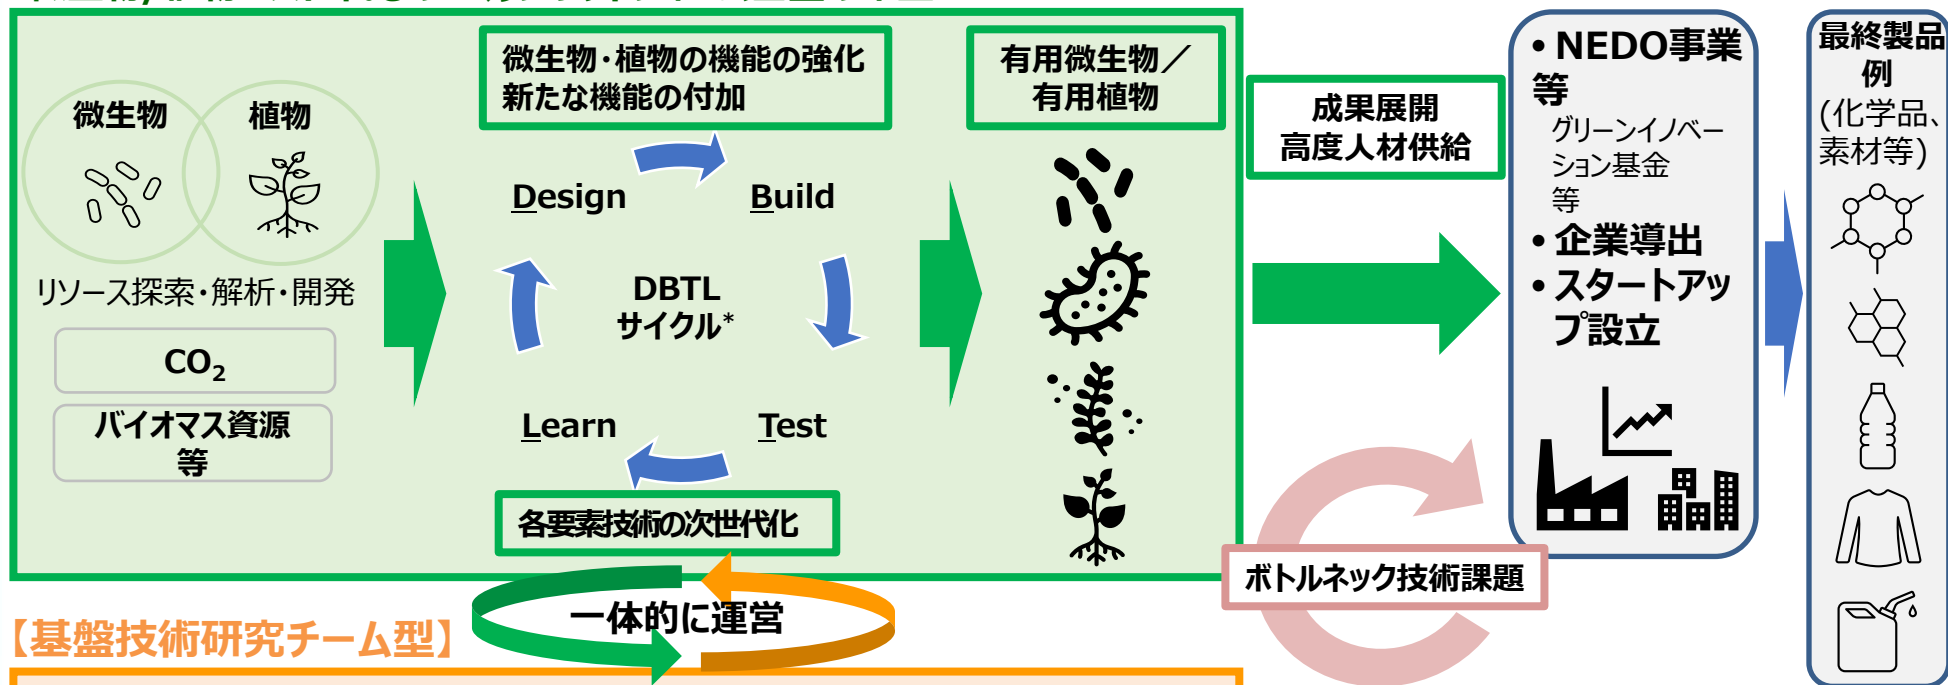 微生物
植物
リソース探索・解析・開発
CO2
バイオマス資源
等
微生物・植物の機能の強化
新たな機能の付加
Design
Build
DBTL
サイクル*
Learn
Test
各要素技術の次世代化
有用微生物／
有用植物
成果展開
高度人材供給
• NEDO事業
等
グリーンイノベー
ション基金
等
• 企業導出
• スタートアッ
プ設立
最終製品
例
(化学品、
素材等)
ボトルネック技術課題
一体的に運営
【基盤技術研究チーム型】